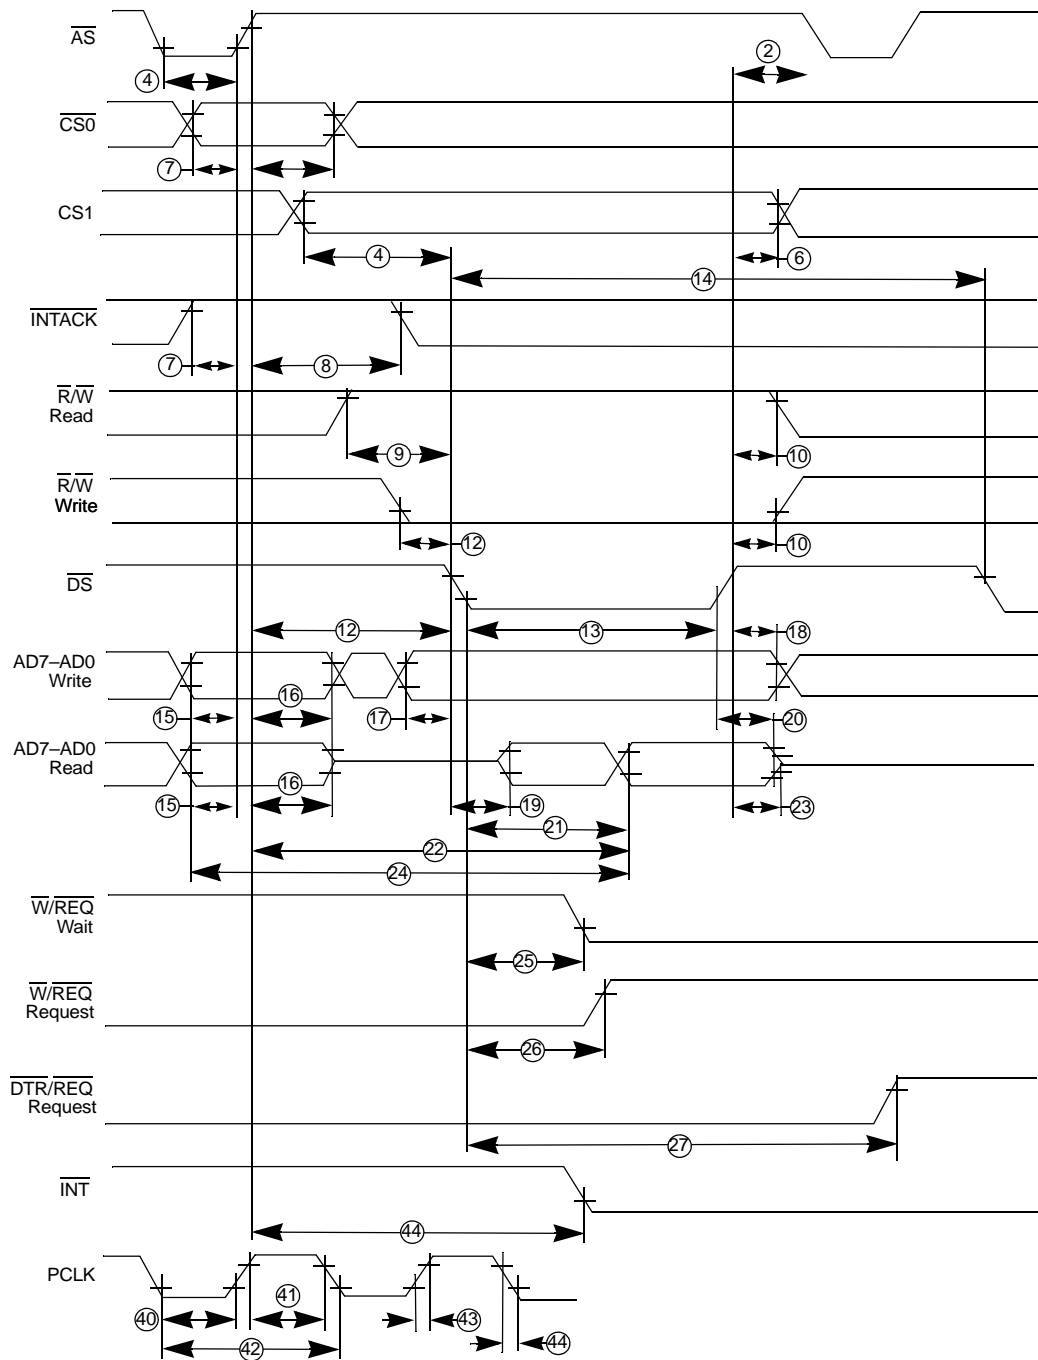 AS
4
2
CS0
7
CS1
4
6
14
INTACK
7
8
R/W
Read
9
10
R/W
Write
12
10
DS
12
13
18
AD7–AD0
Write
15
16
17
20
AD7–AD0
Read
15
16
19
23
21
22
24
W/REQ
Wait
25
W/REQ
Request
26
DTR/REQ
Request
27
INT
44
PCLK
40
41
43
42
44